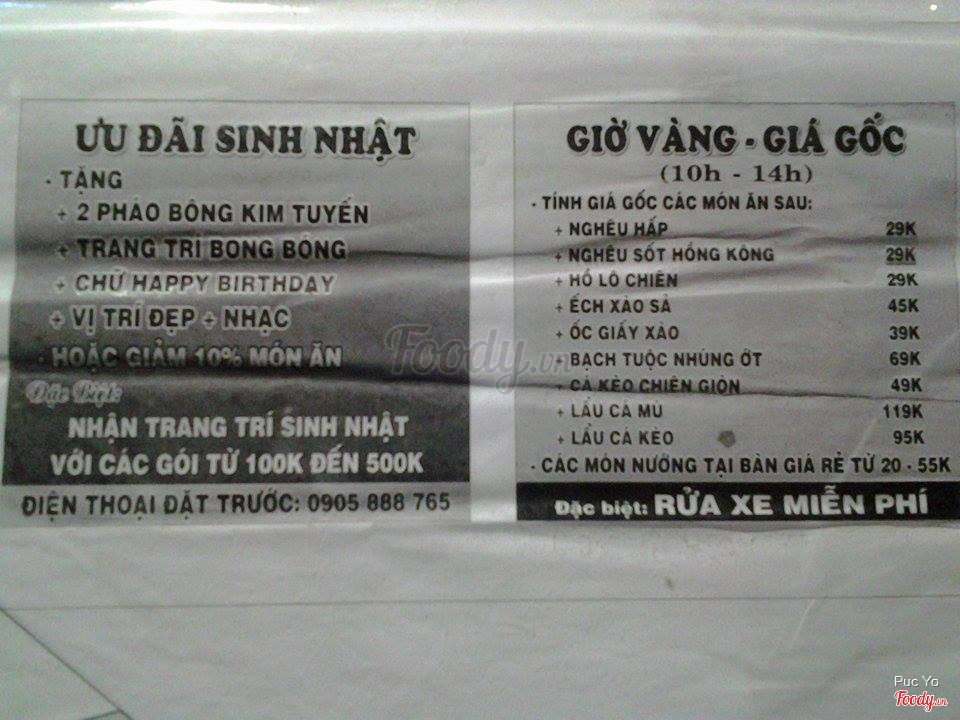 ƯU ĐÃI SINH NHẬT
- TẶNG
+ 2 PHÁO BÔNG KIM TUYẾN
+ TRANG TRÍ BONG BÓNG
+ CHỮ HAPPY BIRTHDAY
+ VỊ TRÍ ĐẸP + NHẠC
- HOẶC GIẢM 10% MÓN ĂN
Đặc Biệt:
NHẬN TRANG TRÍ SINH NHẬT
VỚI CÁC GÓI TỪ 100K ĐẾN 500K
ĐIỆN THOẠI ĐẶT TRƯỚC: 0905 888 765
GIỜ VÀNG - GIÁ GỐC
(10h - 14h)
- TÍNH GIÁ GỐC CÁC MÓN ĂN SAU:
+ NGHÊU HẤP 29K
+ NGHÊU SỐT HỒNG KÔNG 29K
+ HỒ LÔ CHIÊN 29K
+ ẾCH XÀO SẢ 45K
+ ỐC GIẤY XÀO 39K
+ BẠCH TUỘC NHÚNG ỚT 69K
+ CÁ KÈO CHIÊN GIÒN 49K
+ LẨU CÁ MÚ 119K
+ LẨU CÁ KÈO 95K
- CÁC MÓN NƯỚNG TẠI BÀN GIÁ RẺ TỪ 20 - 55K
Đặc biệt: RỬA XE MIỄN PHÍ
Foody.vn
Puc Yo
Foody.vn